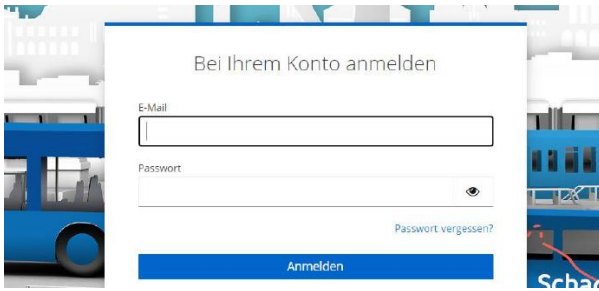 Bei Ihrem Konto anmelden
E-Mail
Passwort
Passwort vergessen?
Anmelden